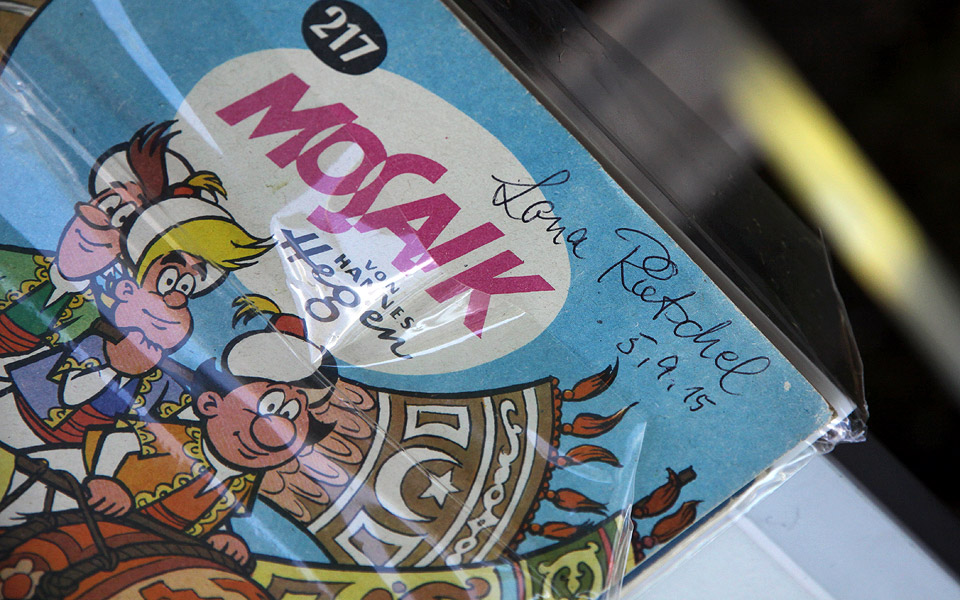 217
MOSAIK
VON
HANNES
Hegen
Lona
Rietschel
5.9.15